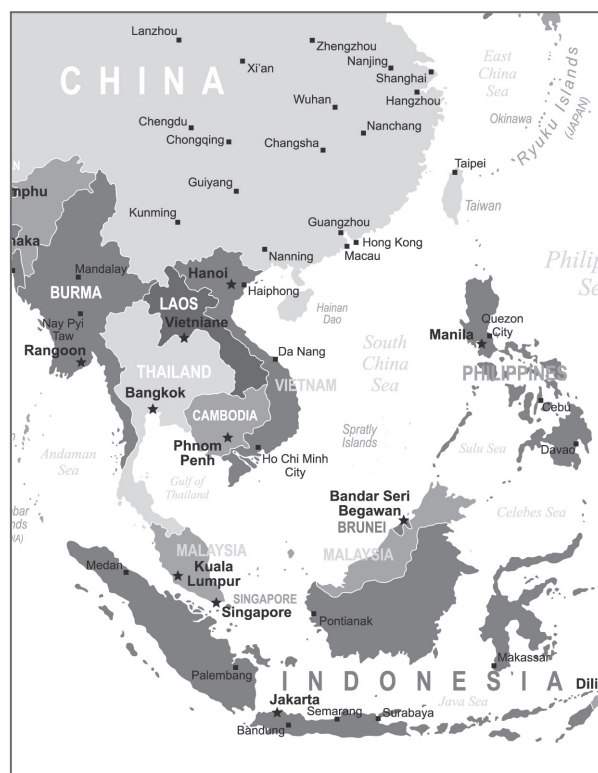 Lanzhou
Zhengzhou
Xi'an
Nanjing
Shanghai
East
China
Sea
CHINA
Hangzhou
Wuhan
Okinawa
Ryuku Islands
(JAPAN)
Chengdu
Chongqing
Nanchang
Changsha
Taipei
Guiyang
Taiwan
Kunming
Guangzhou
Hong Kong
Macau
Nanning
Hanoi
Haiphong
Mandalay
BURMA
LAOS
Hainan
Dao
Nay Pyi
Taw
Vietniane
Rangoon
South
China
Sea
Manila
Quezon
City
Da Nang
THAILAND
VIETNAM
PHILIPPINES
Bangkok
CAMBODIA
Cebu
Phnom
Penh
Ho Chi Minh
City
Spratly
Islands
Sulu Sea
Davao
Andaman
Sea
Gulf of
Thailand
Bandar Seri
Begawan
BRUNEI
Celebes Sea
MALAYSIA
MALAYSIA
Medan
Kuala
Lumpur
SINGAPORE
Singapore
Pontianak
Palembang
Makassar
INDONESIA
Dili
Jakarta
Java Sea
Semarang
Surabaya
Bandung